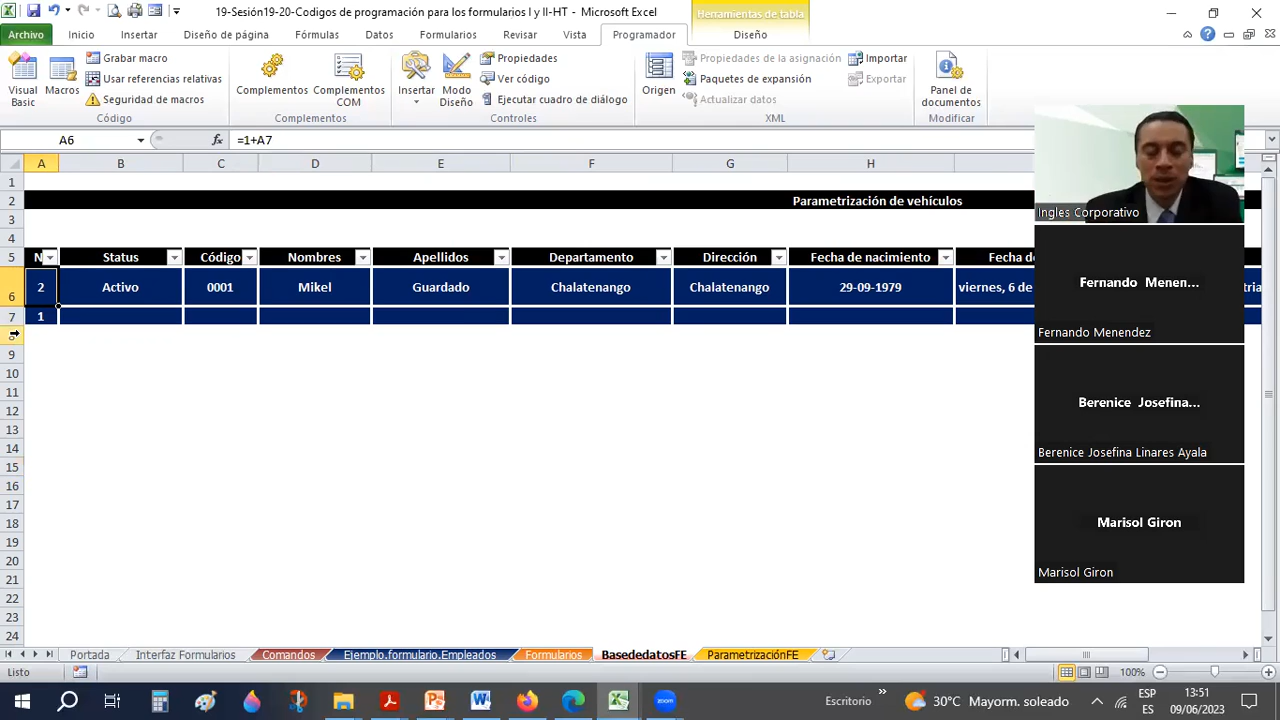 19-Sesión19-20-Codigos de programación para los formularios I y II-HT - Microsoft Excel
Herramientas de tabla
Archivo Inicio Insertar Diseño de página Fórmulas Datos Formularios Revisar Vista Programador Diseño
Visual Basic
Macros
Grabar macro
Usar referencias relativas
Seguridad de macros
Código
Complementos
Complementos COM
Complementos
Insertar
Modo Diseño
Propiedades
Ver código
Ejecutar cuadro de diálogo
Controles
Origen
Propiedades de la asignación
Paquetes de expansión
Actualizar datos
Importar
Exportar
XML
Panel de documentos
Modificar
A6 fx =1+A7
A B C D E F G H
1
2 Parametrización de vehículos
3
4
5 N Status Código Nombres Apellidos Departamento Dirección Fecha de nacimiento Fecha de
6 2 Activo 0001 Mikel Guardado Chalatenango Chalatenango 29-09-1979 viernes, 6 de
7 1
9
10
11
12
13
14
15
16
17
18
19
20
21
22
23
24
Ingles Corporativo
Fernando Menen...
Fernando Menendez
Berenice Josefina...
Berenice Josefina Linares Ayala
Marisol Giron
Marisol Giron
Portada Interfaz Formularios Comandos Ejemplo.formulario.Empleados Formularios BasededatosFE ParametrizaciónFE
Listo 100%
Escritorio 30°C Mayorm. soleado ESP ES 13:51 09/06/2023